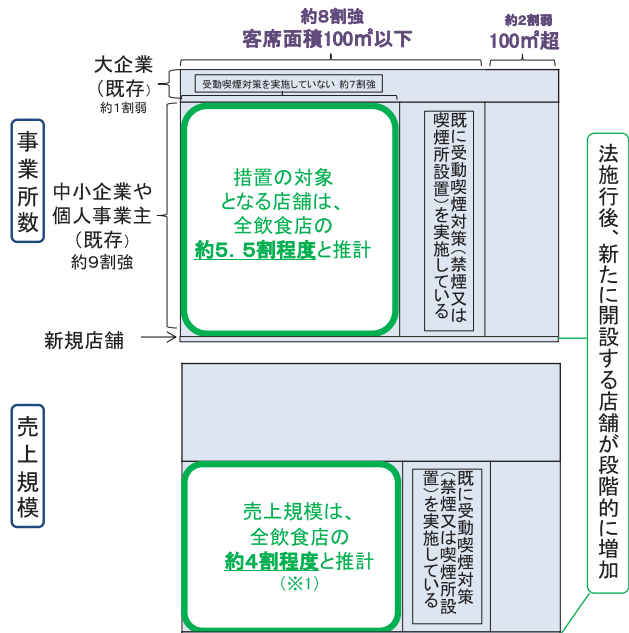 約8割強
客席面積100㎡以下
約2割弱
100㎡超
大企業
（既存）
約1割弱
受動喫煙対策を実施していない 約7割強
事業所数
中小企業や
個人事業主
（既存）
約9割強
措置の対象
となる店舗は、
全飲食店の
約5．5割程度と推計
既に受動喫煙対策（禁煙又は
喫煙所設置）を実施している
新規店舗
法施行後、新たに開設する店舗が段階的に増加
売上規模
売上規模は、
全飲食店の
約4割程度と推計
（※1）
既に受動喫煙対策
（禁煙又は喫煙所設
置）を実施している